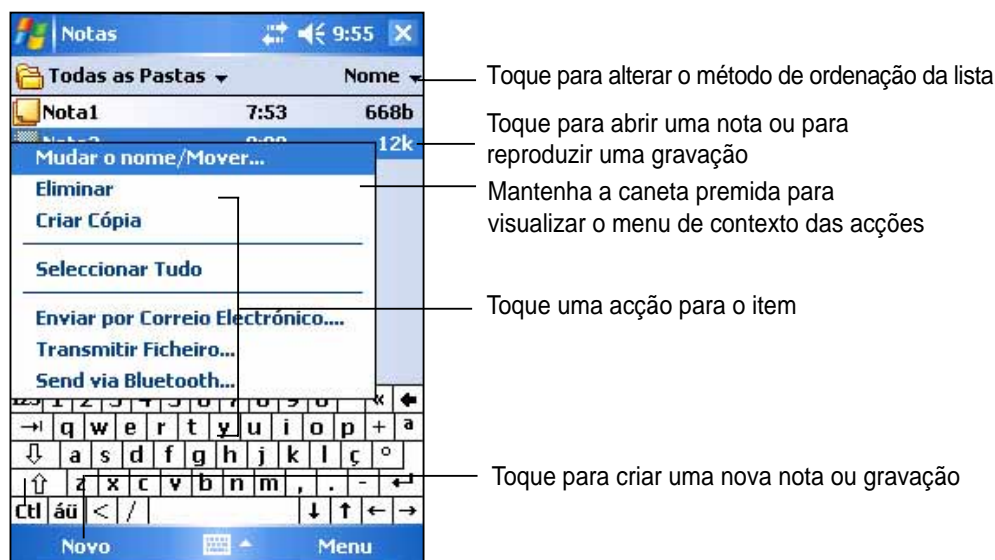 Notas 9:55
Todas as Pastas Nome
Nota1 7:53 668b
12k
Mudar o nome/Mover...
Eliminar
Criar Cópia
Seleccionar Tudo
Enviar por Correio Electrónico....
Transmitir Ficheiro...
Send via Bluetooth...
q w e r t y u i o p + ª
a s d f g h j k l ç º
z x c v b n m , . -
Ctl áü < /
Novo Menu
Toque para alterar o método de ordenação da lista
Toque para abrir uma nota ou para
reproduzir uma gravação
Mantenha a caneta premida para
visualizar o menu de contexto das acções
Toque uma acção para o item
Toque para criar uma nova nota ou gravação